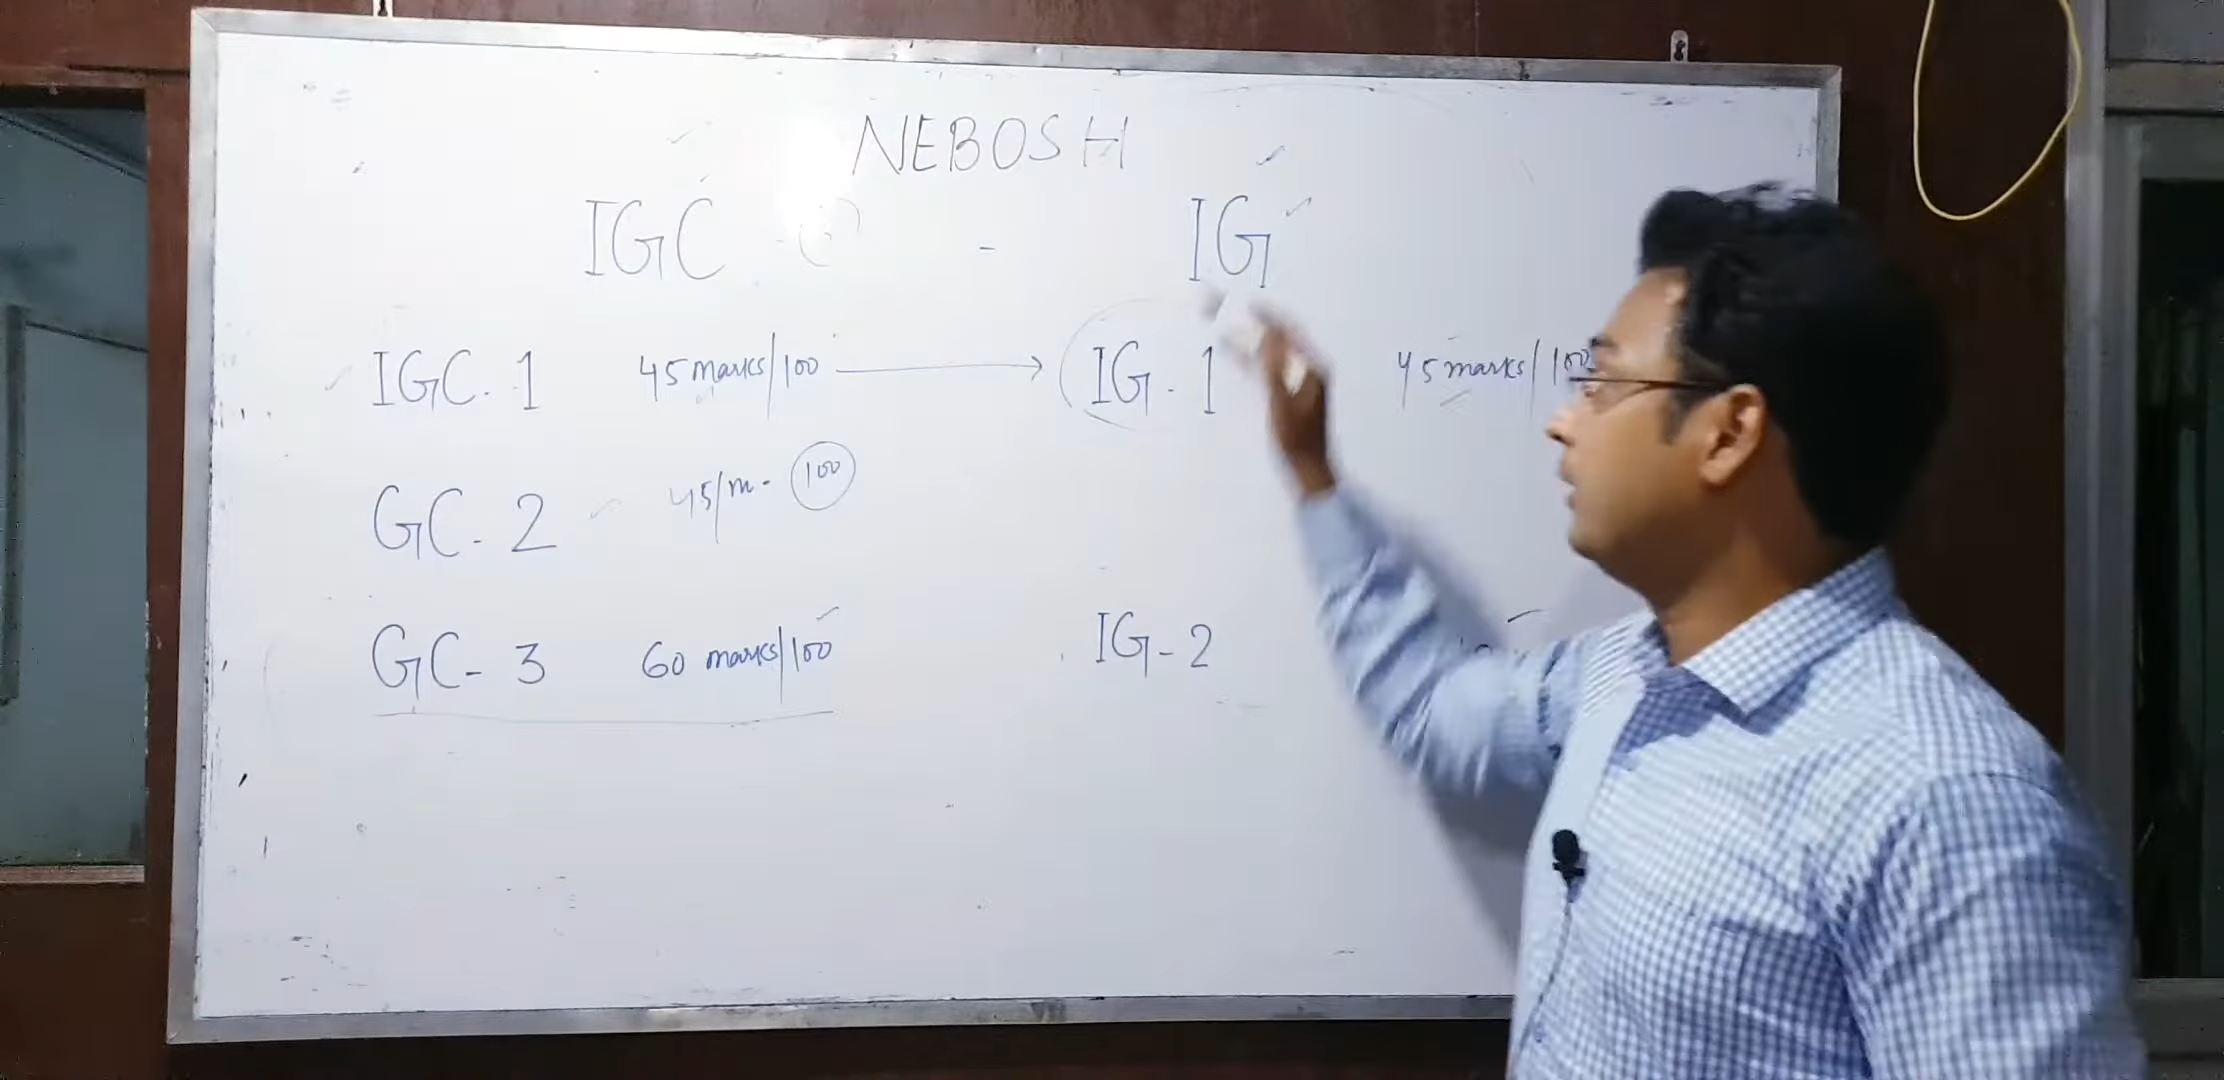 NEBOSH
IGC - IG
IGC. 1 45 marks/100 → IG. 1 45 marks/100
GC. 2 45/m. 100
GC- 3 60 marks/100 IG-2